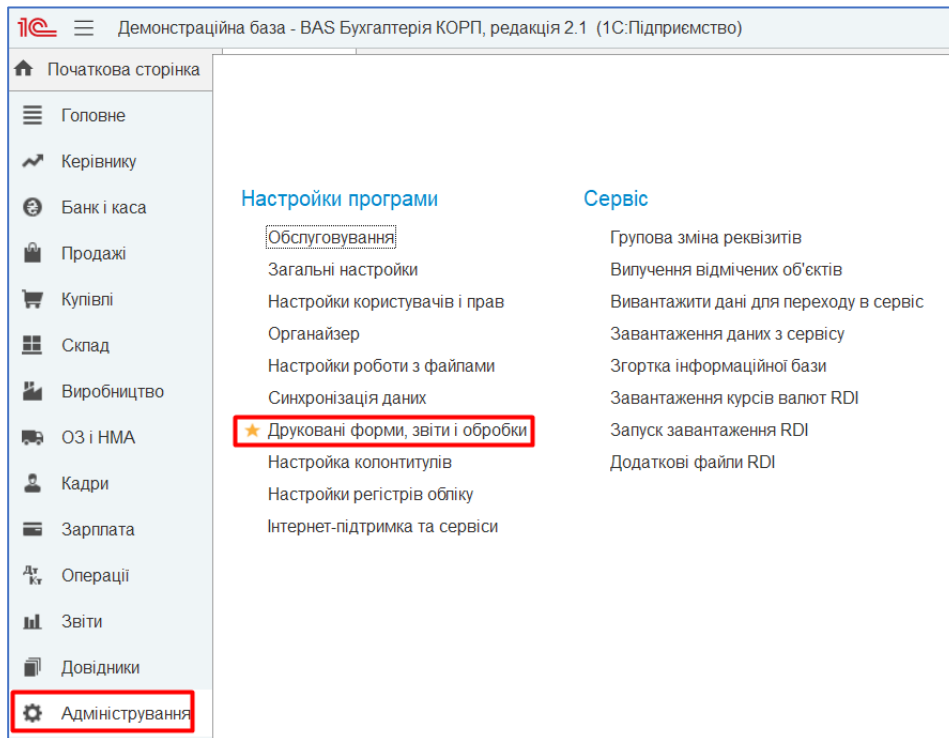 1С Демонстраційна база - BAS Бухгалтерія КОРП, редакція 2.1 (1С:Підприємство)
Початкова сторінка
Головне
Керівнику
Банк і каса
Продажі
Купівлі
Склад
Виробництво
ОЗ і НМА
Кадри
Зарплата
Дт
Кт
Операції
Звіти
Довідники
Адміністрування
Настройки програми
Обслуговування
Загальні настройки
Настройки користувачів і прав
Органайзер
Настройки роботи з файлами
Синхронізація даних
Друковані форми, звіти і обробки
Настройка колонтитулів
Настройки регістрів обліку
Інтернет-підтримка та сервіси
Сервіс
Групова зміна реквізитів
Вилучення відмічених об'єктів
Вивантажити дані для переходу в сервіс
Завантаження даних з сервісу
Згортка інформаційної бази
Завантаження курсів валют RDI
Запуск завантаження RDI
Додаткові файли RDI